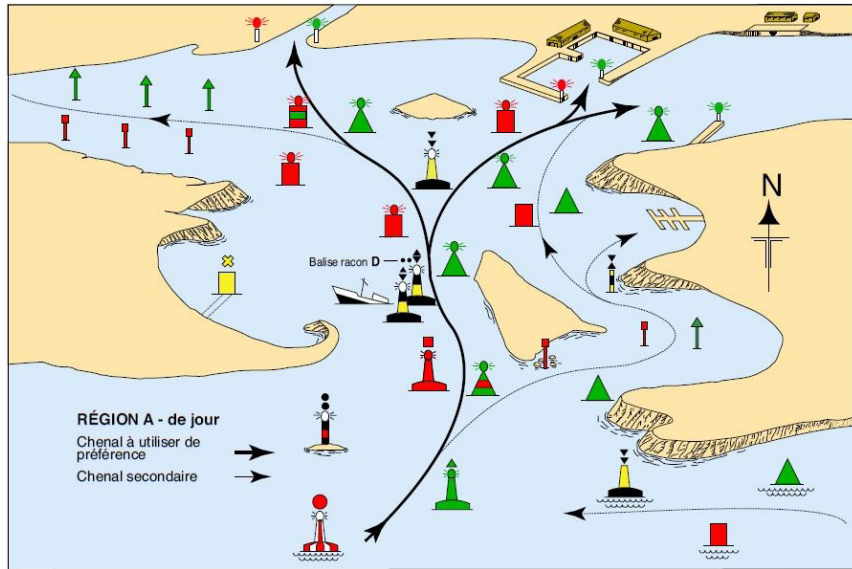 N
Balise racon D
RÉGION A - de jour
Chenal à utiliser de
préférence
Chenal secondaire